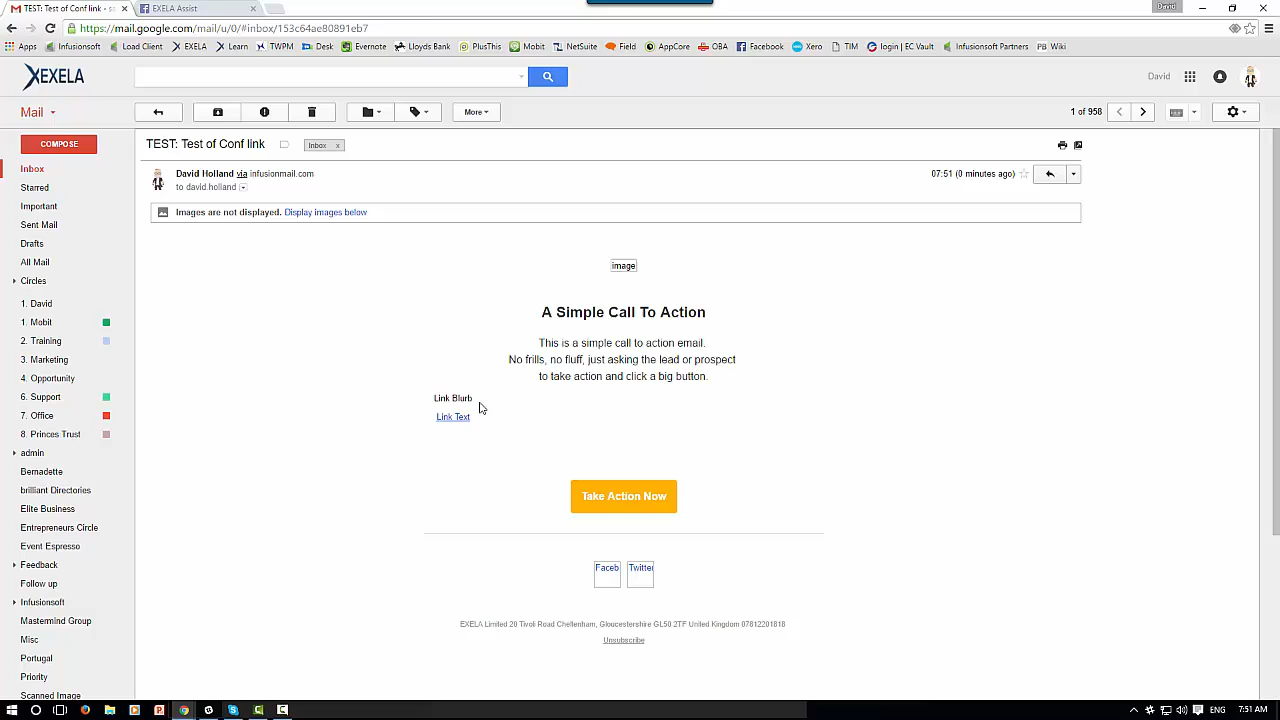 TEST: Test of Conf link - s
EXELA Assist
David
https://mail.google.com/mail/u/0/#inbox/153c64ae80891eb7
Apps Infusionsoft Load Client EXELA Learn TWPM Desk Evernote Lloyds Bank PlusThis Mobit NetSuite Field AppCore OBA Facebook Xero TIM login | EC Vault Infusionsoft Partners PB Wiki
EXELA
David
Mail
More
1 of 958
COMPOSE
TEST: Test of Conf link
Inbox x
Inbox
Starred
Important
Sent Mail
Drafts
All Mail
Circles
1. David
1. Mobit
2. Training
3. Marketing
4. Opportunity
6. Support
7. Office
8. Princes Trust
admin
Bernadette
brilliant Directories
Elite Business
Entrepreneurs Circle
Event Espresso
Feedback
Follow up
Infusionsoft
Mastermind Group
Misc
Portugal
Priority
Scanned Image
David Holland via infusionmail.com
07:51 (0 minutes ago)
to david.holland
Images are not displayed. Display images below
image
A Simple Call To Action
This is a simple call to action email.
No frills, no fluff, just asking the lead or prospect
to take action and click a big button.
Link Blurb
Link Text
Take Action Now
Faceb Twitter
EXELA Limited 20 Tivoli Road Cheltenham, Gloucestershire GL50 2TF United Kingdom 07812201818
Unsubscribe
ENG 7:51 AM